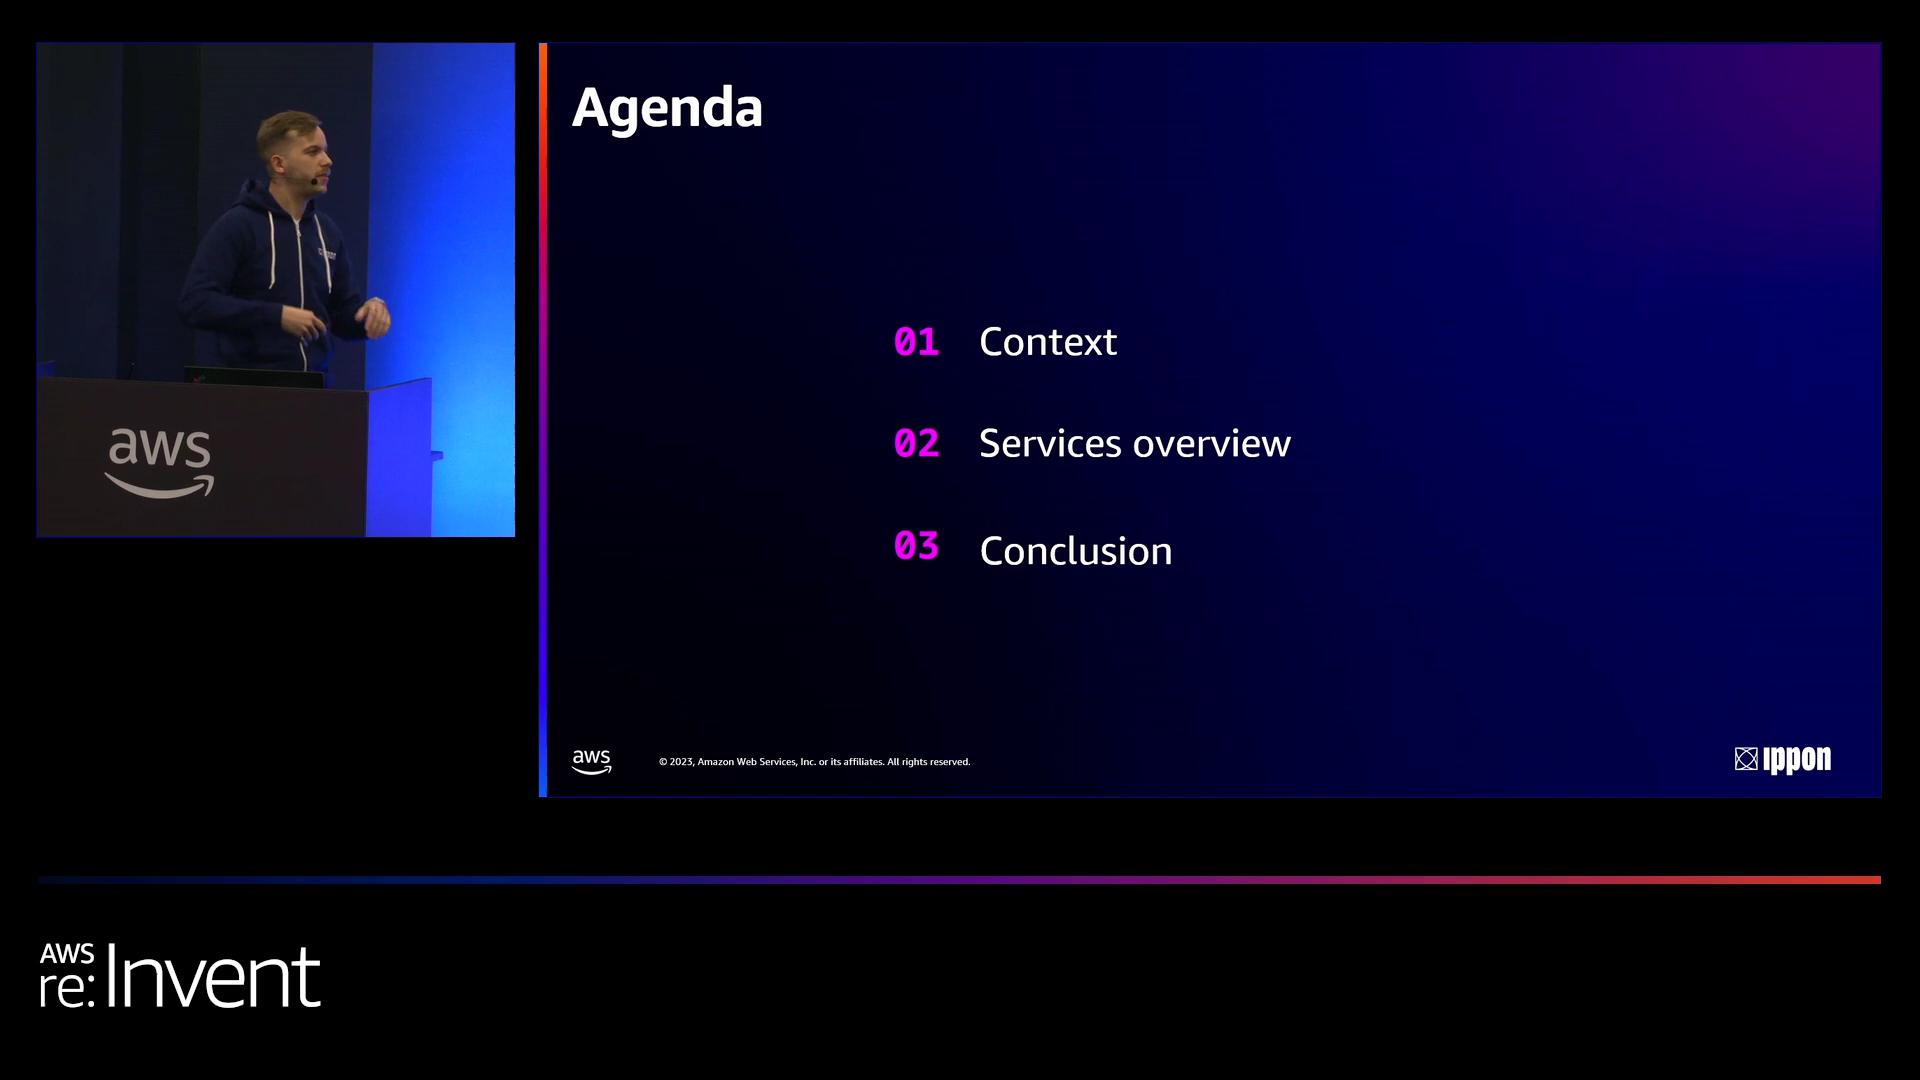 Agenda
01 Context
02 Services overview
03 Conclusion
aws
© 2023, Amazon Web Services, Inc. or its affiliates. All rights reserved.
ippon
aws
AWS
re:Invent